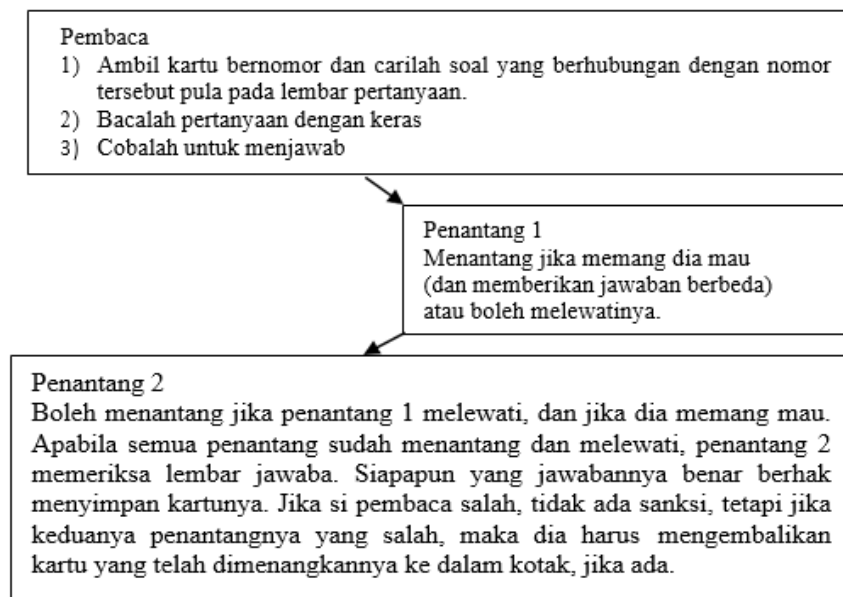 Pembaca
1) Ambil kartu bernomor dan carilah soal yang berhubungan dengan nomor
tersebut pula pada lembar pertanyaan.
2) Bacalah pertanyaan dengan keras
3) Cobalah untuk menjawab
Penantang 1
Menantang jika memang dia mau
(dan memberikan jawaban berbeda)
atau boleh melewatinya.
Penantang 2
Boleh menantang jika penantang 1 melewati, dan jika dia memang mau.
Apabila semua penantang sudah menantang dan melewati, penantang 2
memeriksa lembar jawaba. Siapapun yang jawabannya benar berhak
menyimpan kartunya. Jika si pembaca salah, tidak ada sanksi, tetapi jika
keduanya penantangnya yang salah, maka dia harus mengembalikan
kartu yang telah dimenangkannya ke dalam kotak, jika ada.